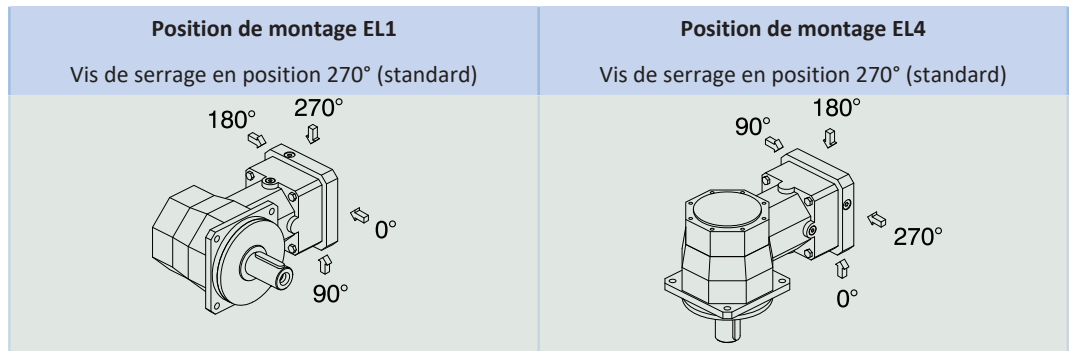 Position de montage EL1
Vis de serrage en position 270° (standard)
Position de montage EL4
Vis de serrage en position 270° (standard)
180°
270°
0°
90°
90°
180°
270°
0°